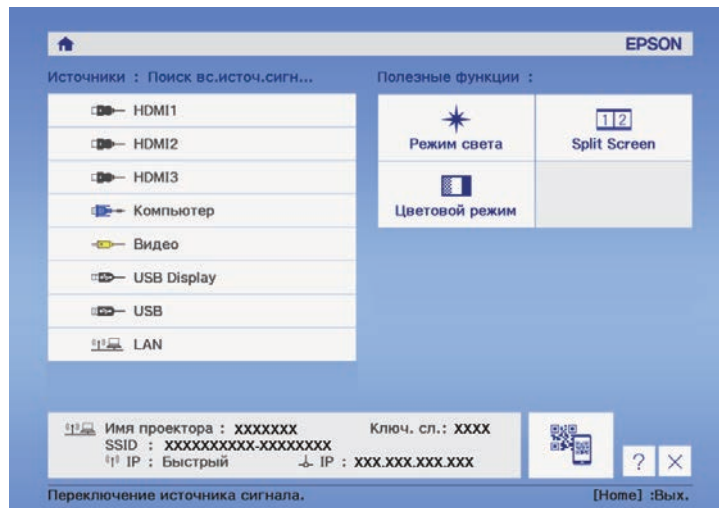 EPSON
Источники : Поиск вс.источ.сигн...
HDMI1
HDMI2
HDMI3
Компьютер
Видео
USB Display
USB
LAN
Полезные функции :
Режим света
1 2
Split Screen
Цветовой режим
Имя проектора : XXXXXXX Ключ. сл.: XXXX
SSID : XXXXXXXXXX-XXXXXXXX
IP : Быстрый IP : XXX.XXX.XXX.XXX
? ×
Переключение источника сигнала. [Home] :Вых.